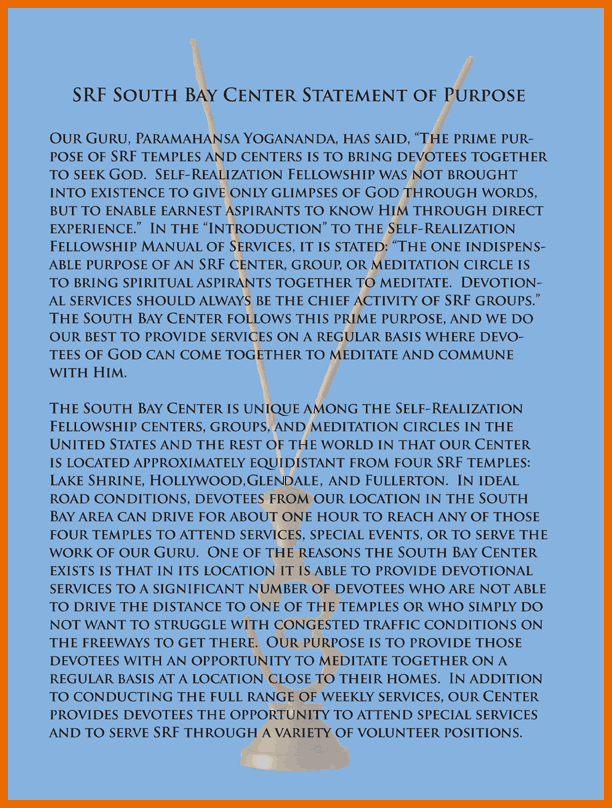 SRF South Bay Center Statement of Purpose
Our Guru, Paramahansa Yogananda, has said, “The prime pur-
pose of SRF temples and centers is to bring devotees together
to seek God.  Self-Realization Fellowship was not brought
into existence to give only glimpses of God through words,
but to enable earnest aspirants to know Him through direct
experience.”  In the “Introduction” to the Self-Realization
Fellowship Manual of Services, it is stated: “The one indispens-
able purpose of an SRF center, group, or meditation circle is
to bring spiritual aspirants together to meditate.  Devotion-
al services should always be the chief activity of SRF groups.”
The South Bay Center follows this prime purpose, and we do
our best to provide services on a regular basis where devo-
tees of God can come together to meditate and commune
with Him.
The South Bay Center is unique among the Self-Realization
Fellowship centers, groups, and meditation circles in the
United States and the rest of the world in that our Center
is located approximately equidistant from four SRF temples:
Lake Shrine, Hollywood,Glendale, and Fullerton.  In ideal
road conditions, devotees from our location in the South
Bay area can drive for about one hour to reach any of those
four temples to attend services, special events, or to serve the
work of our Guru.  One of the reasons the South Bay Center
exists is that in its location it is able to provide devotional
services to a significant number of devotees who are not able
to drive the distance to one of the temples or who simply do
not want to struggle with congested traffic conditions on
the freeways to get there.  Our purpose is to provide those
devotees with an opportunity to meditate together on a
regular basis at a location close to their homes.  In addition
to conducting the full range of weekly services, our Center
provides devotees the opportunity to attend special services
and to serve SRF through a variety of volunteer positions.